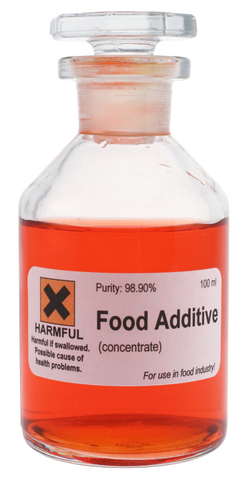 Purity: 98.90% 100 ml
HARMFUL
Harmful if swallowed.
Possible cause of
health problems.
Food Additive
(concentrate)
For use in food industry!